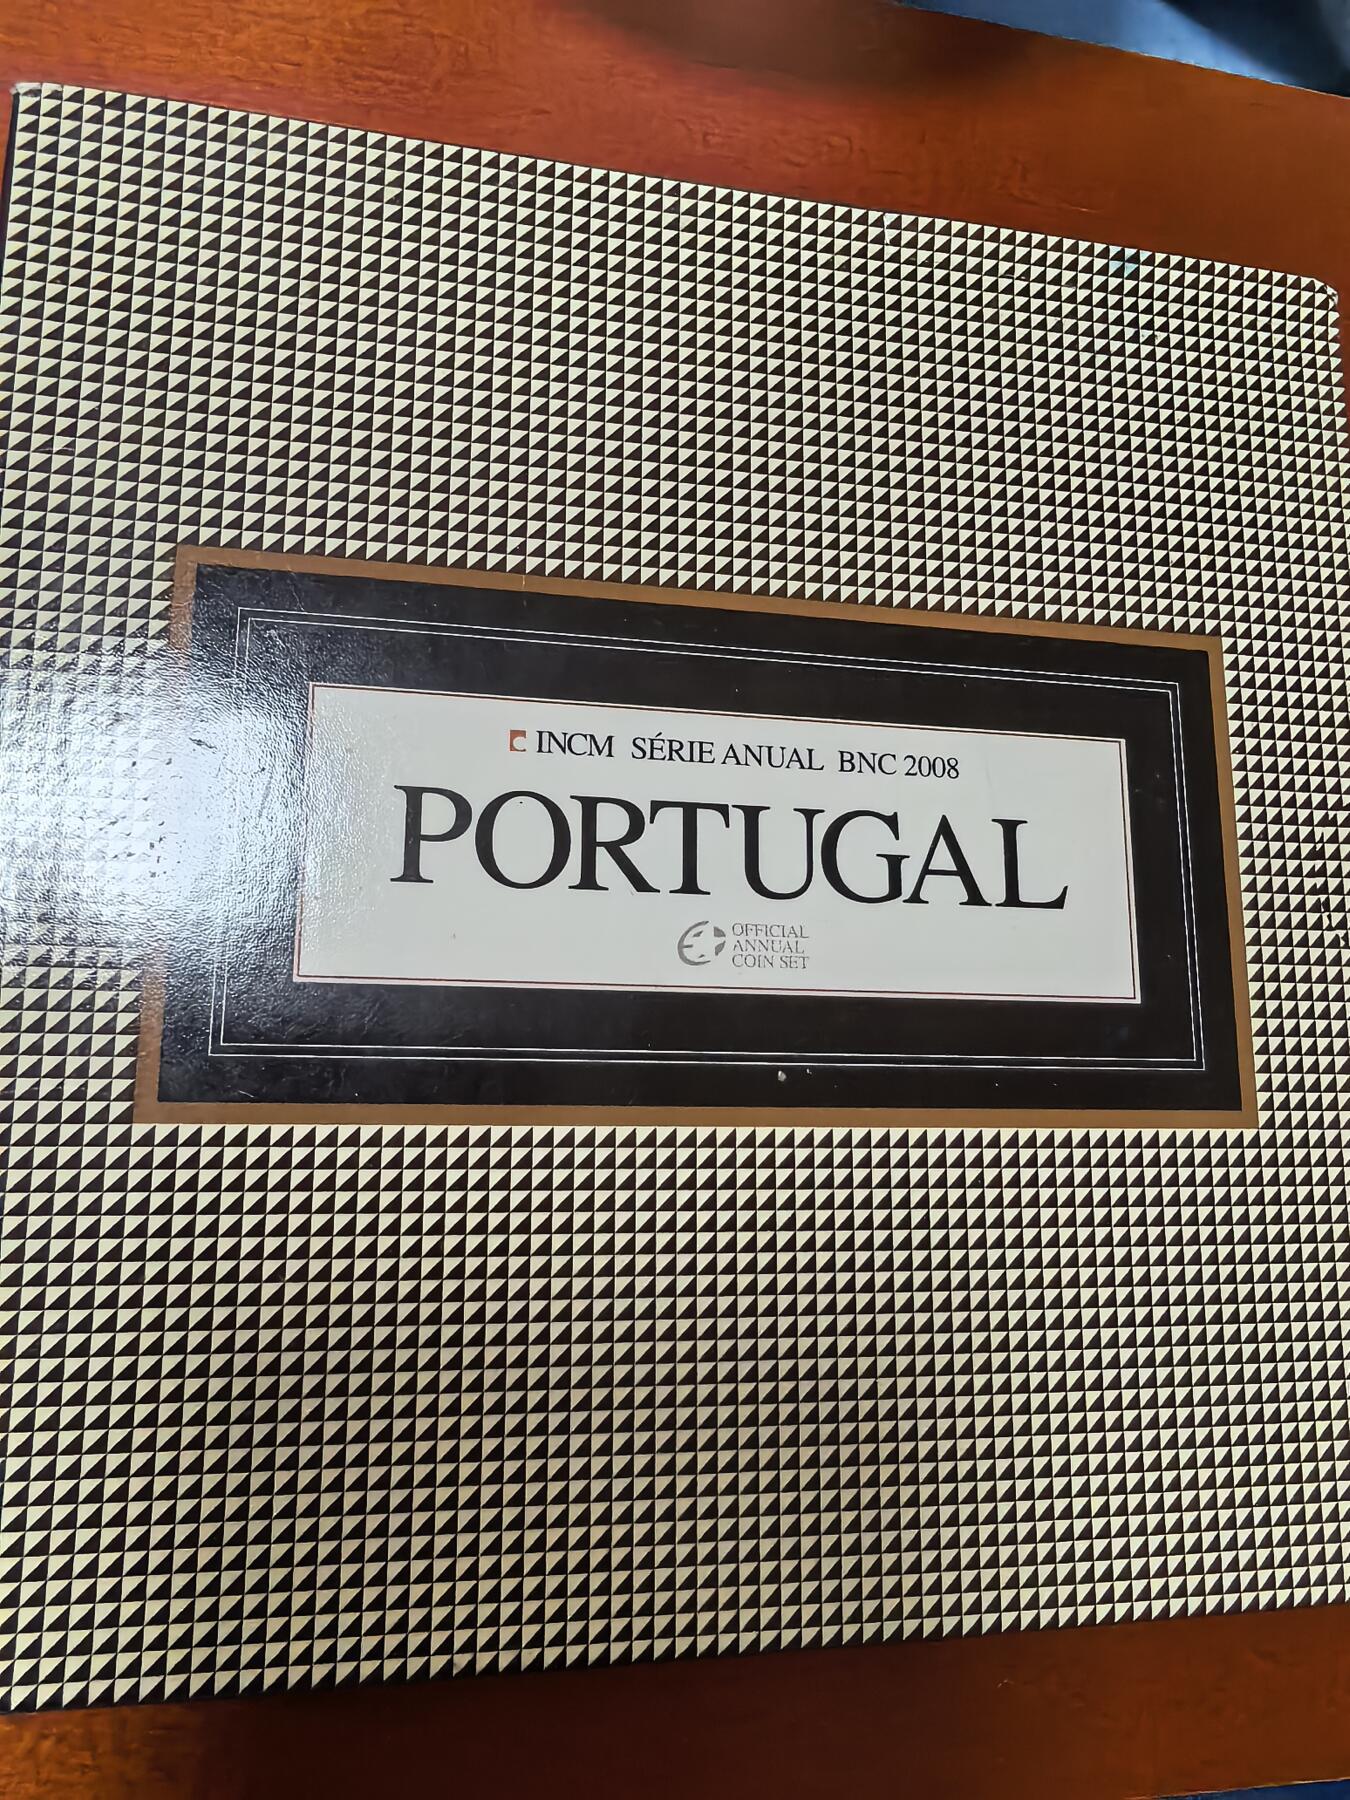 INCM SÉRIE ANUAL BNC 2008
PORTUGAL
OFFICIAL
ANNUAL
COIN SET